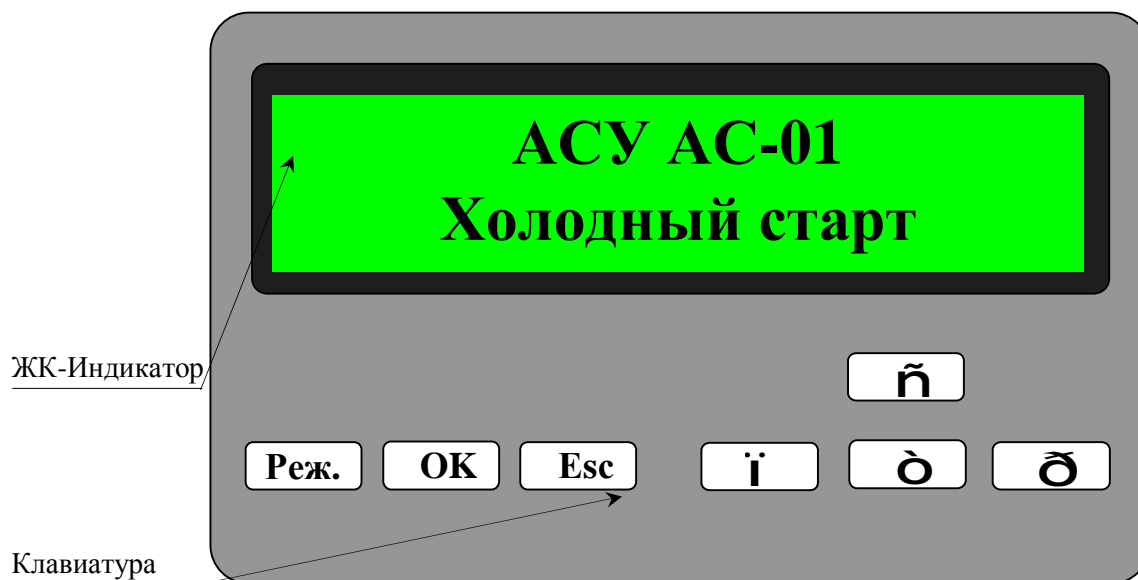 АСУ АС-01
Холодный старт
ЖК-Индикатор
ñ
Реж. OK Esc ï ò ð
Клавиатура